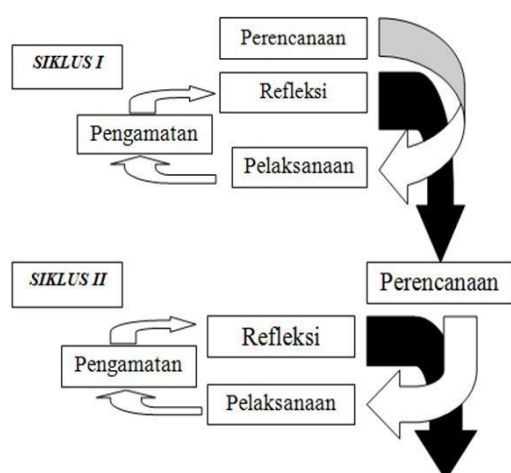 Perencanaan
SIKLUS I
Refleksi
Pengamatan
Pelaksanaan
SIKLUS II
Perencanaan
Refleksi
Pengamatan
Pelaksanaan